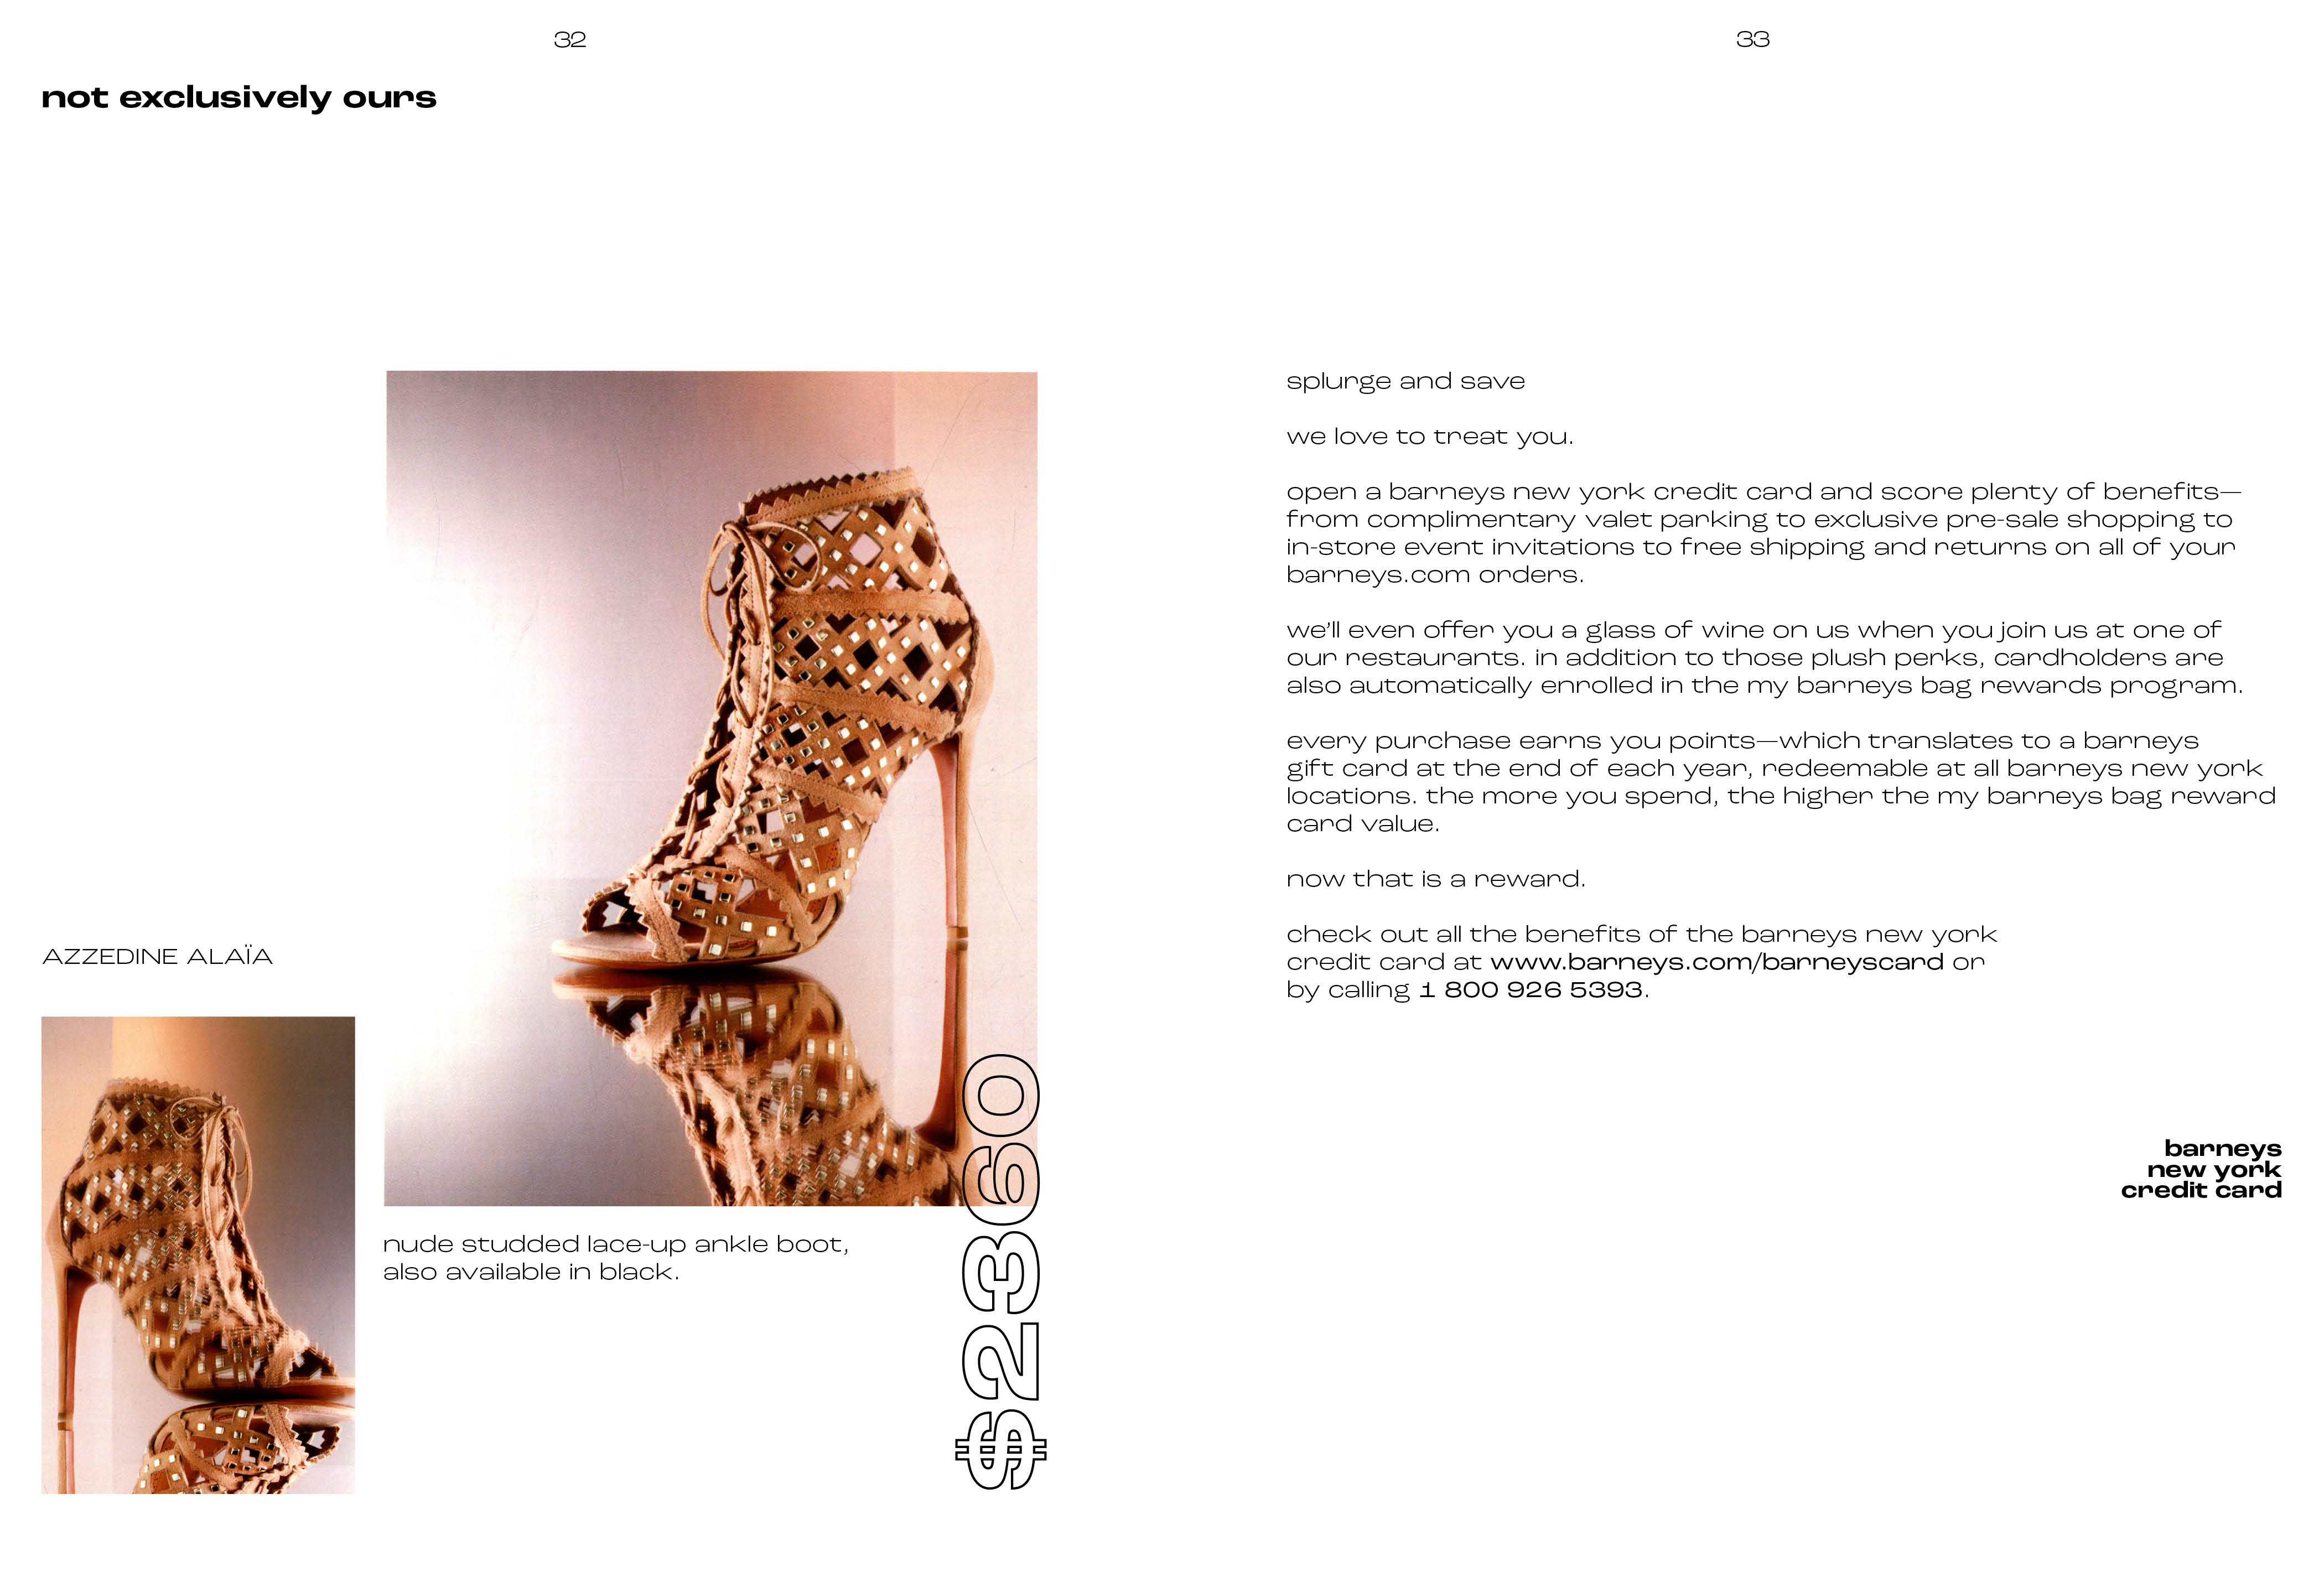 32
not exclusively ours
AZZEDINE ALAÏA
nude studded lace-up ankle boot,
also available in black.
$2360
33
splurge and save
we love to treat you.
open a barneys new york credit card and score plenty of benefits—
from complimentary valet parking to exclusive pre-sale shopping to
in-store event invitations to free shipping and returns on all of your
barneys.com orders.
we’ll even offer you a glass of wine on us when you join us at one of
our restaurants. in addition to those plush perks, cardholders are
also automatically enrolled in the my barneys bag rewards program.
every purchase earns you points—which translates to a barneys
gift card at the end of each year, redeemable at all barneys new york
locations. the more you spend, the higher the my barneys bag reward
card value.
now that is a reward.
check out all the benefits of the barneys new york
credit card at www.barneys.com/barneyscard or
by calling 1 800 926 5393.
barneys
new york
credit card